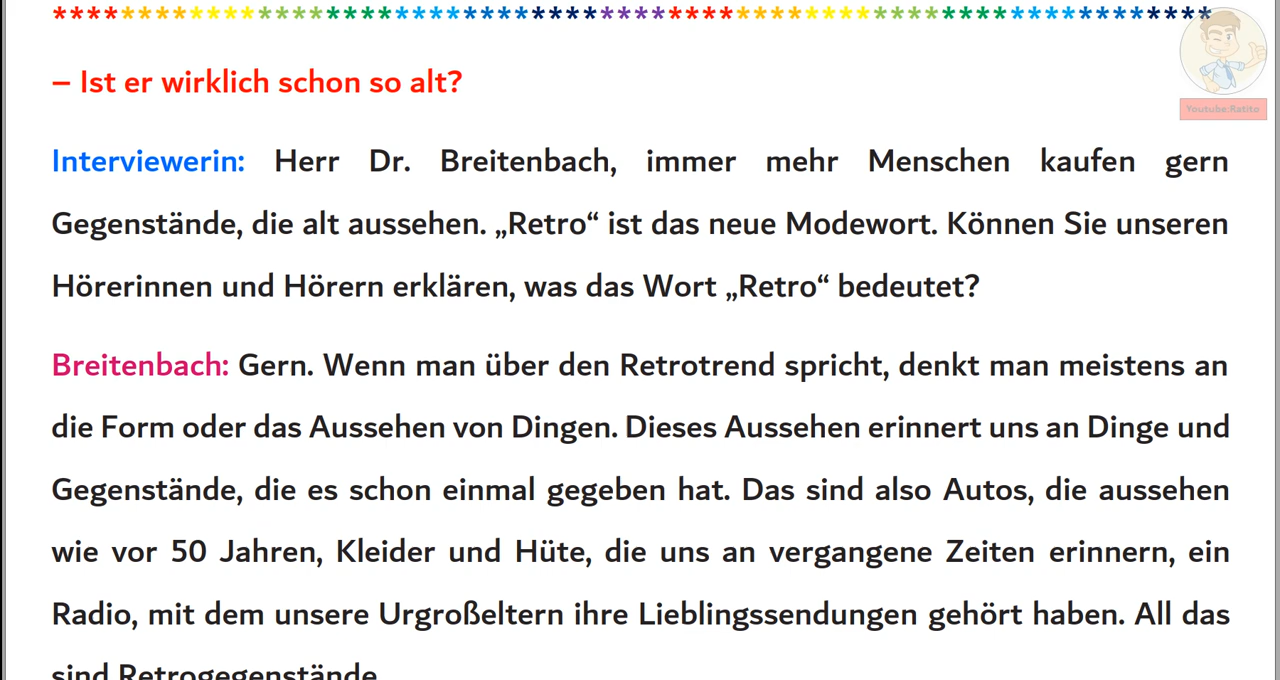 ****************************************************************************
– Ist er wirklich schon so alt?
Youtube:Ratito
Interviewerin: Herr Dr. Breitenbach, immer mehr Menschen kaufen gern
Gegenstände, die alt aussehen. „Retro“ ist das neue Modewort. Können Sie unseren
Hörerinnen und Hörern erklären, was das Wort „Retro“ bedeutet?
Breitenbach: Gern. Wenn man über den Retrotrend spricht, denkt man meistens an
die Form oder das Aussehen von Dingen. Dieses Aussehen erinnert uns an Dinge und
Gegenstände, die es schon einmal gegeben hat. Das sind also Autos, die aussehen
wie vor 50 Jahren, Kleider und Hüte, die uns an vergangene Zeiten erinnern, ein
Radio, mit dem unsere Urgroßeltern ihre Lieblingssendungen gehört haben. All das
sind Retrogegenstände.